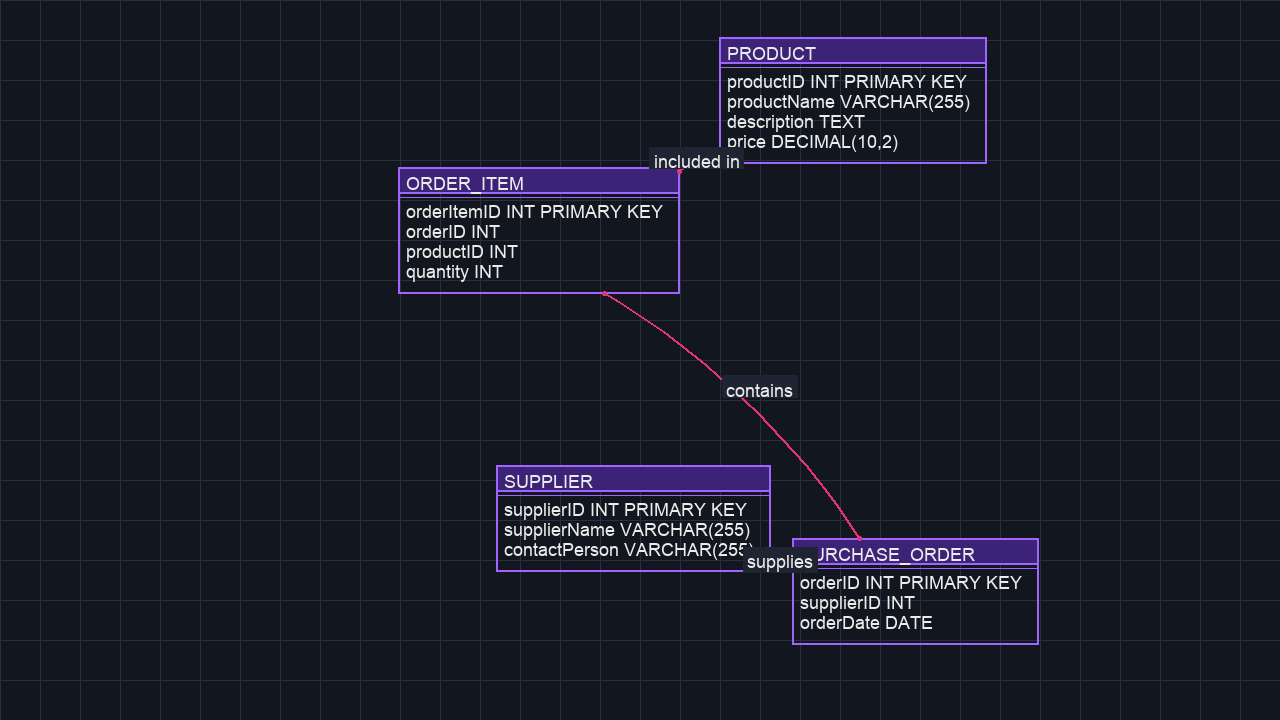 PRODUCT
productID INT PRIMARY KEY
productName VARCHAR(255)
description TEXT
price DECIMAL(10,2)
included in
ORDER_ITEM
orderItemID INT PRIMARY KEY
orderID INT
productID INT
quantity INT
contains
SUPPLIER
supplierID INT PRIMARY KEY
supplierName VARCHAR(255)
contactPerson VARCHAR(255)
supplies
PURCHASE_ORDER
orderID INT PRIMARY KEY
supplierID INT
orderDate DATE